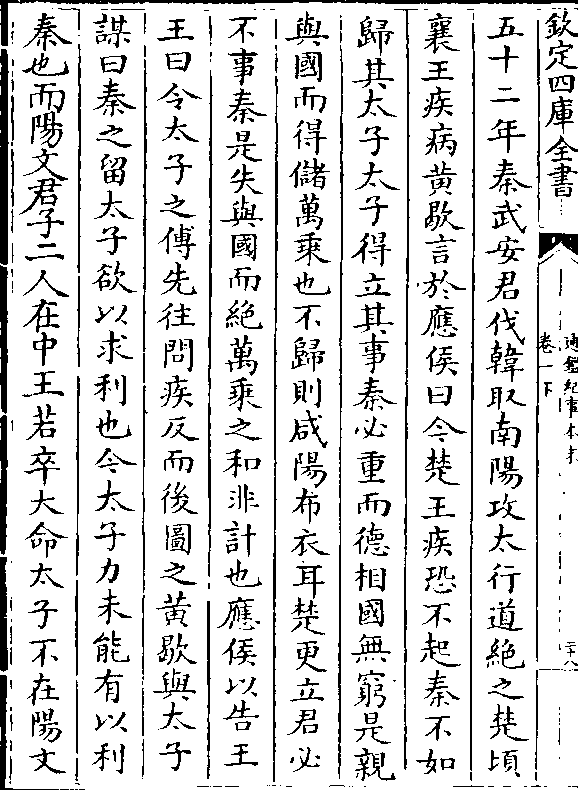 欽定四庫全書
通鑑紀事本末
卷一下
二十八
五十二年秦武安君伐韓取南陽攻太行道絶之楚頃
襄王疾病黄歇言於應侯曰今楚王疾恐不起秦不如
歸其太子太子得立其事秦必重而德相國無窮是親
與國而得儲萬乘也不歸則咸陽布衣耳楚更立君必
不事秦是失與國而絶萬乘之和非計也應侯以告王
王曰令太子之傅先往問疾反而後圖之黄歇與太子
謀曰秦之留太子欲以求利也今太子力未能有以利
秦也而陽文君子二人在中王若卒大命太子不在陽文